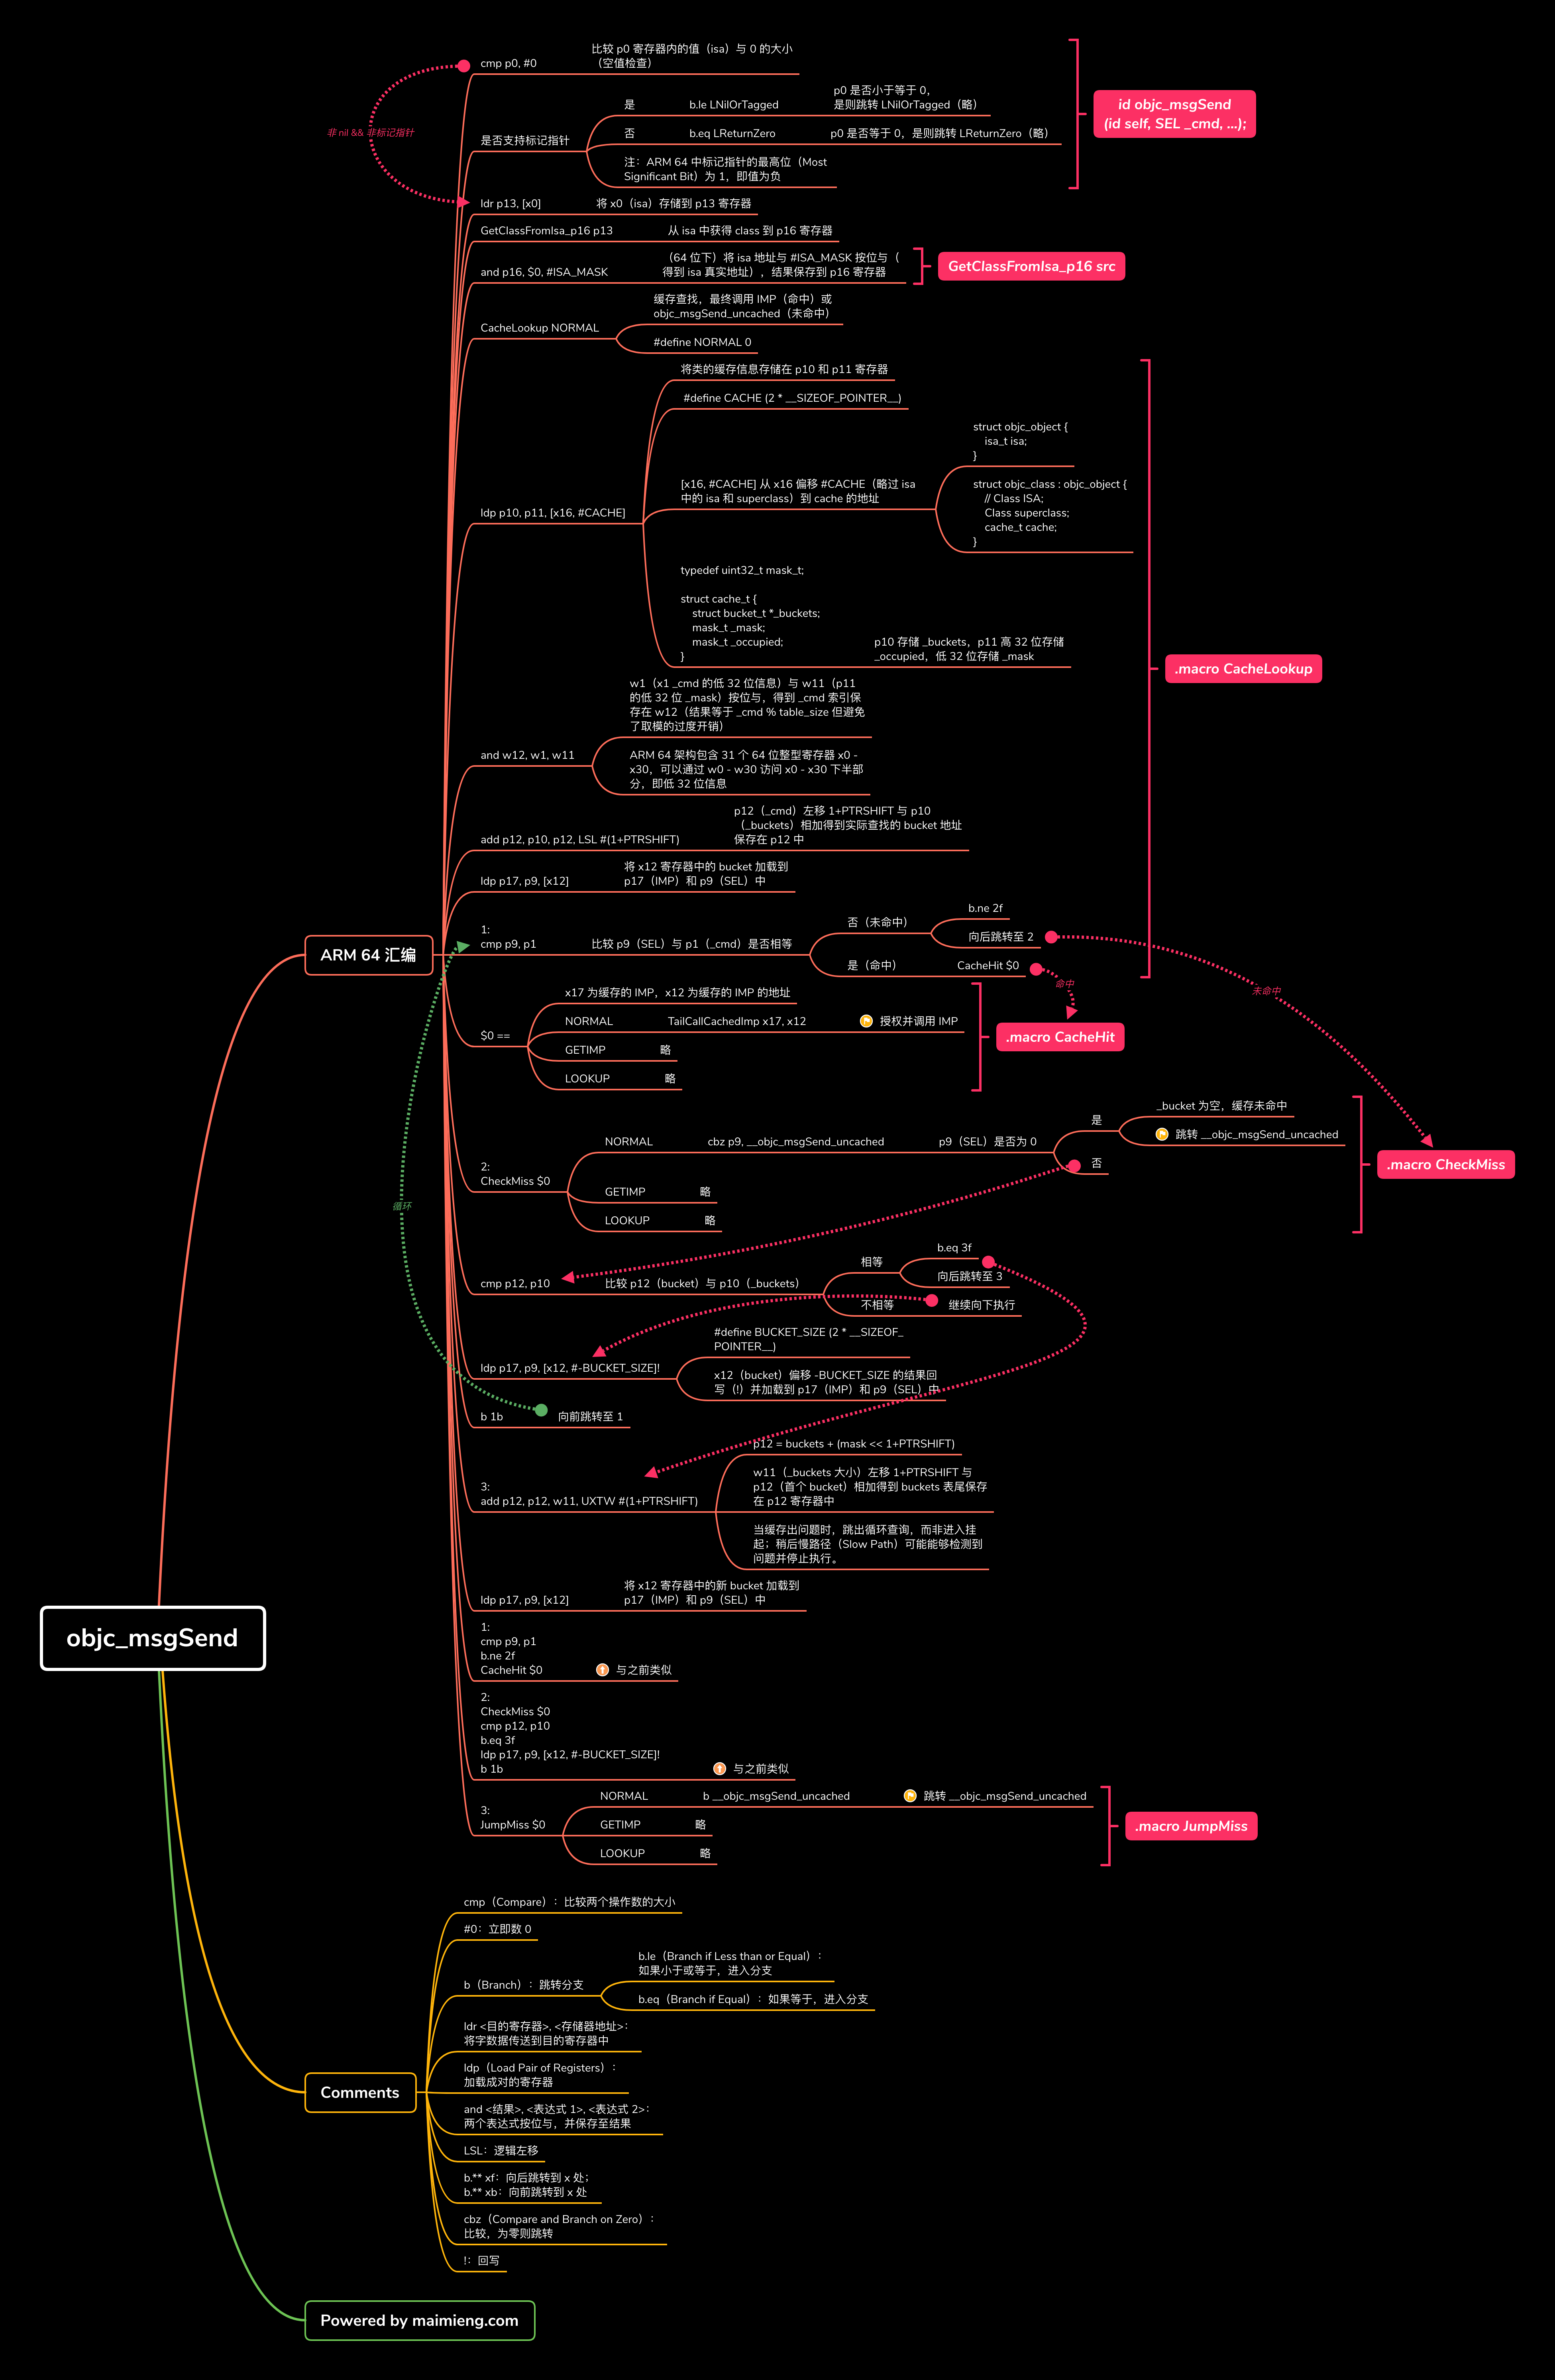 cmp p0, #0
比较 p0 寄存器内的值（isa）与 0 的大小
（空值检查）
非 nil && 非标记指针
是否支持标记指针
是
b.le LNilOrTagged
p0 是否小于等于 0，
是则跳转 LNilOrTagged（略）
否
b.eq LReturnZero
p0 是否等于 0，是则跳转 LReturnZero（略）
注：ARM 64 中标记指针的最高位（Most
Significant Bit）为 1，即值为负
id objc_msgSend
(id self, SEL _cmd, ...);
ldr p13, [x0]
将 x0（isa）存储到 p13 寄存器
GetClassFromIsa_p16 p13
从 isa 中获得 class 到 p16 寄存器
and p16, $0, #ISA_MASK
（64 位下）将 isa 地址与 #ISA_MASK 按位与（
得到 isa 真实地址），结果保存到 p16 寄存器
GetClassFromIsa_p16 src
CacheLookup NORMAL
缓存查找，最终调用 IMP（命中）或
objc_msgSend_uncached（未命中）
#define NORMAL 0
ldp p10, p11, [x16, #CACHE]
将类的缓存信息存储在 p10 和 p11 寄存器
#define CACHE (2 * __SIZEOF_POINTER__)
[x16, #CACHE] 从 x16 偏移 #CACHE（略过 isa
中的 isa 和 superclass）到 cache 的地址
struct objc_object {
isa_t isa;
}
struct objc_class : objc_object {
// Class ISA;
Class superclass;
cache_t cache;
}
typedef uint32_t mask_t;
struct cache_t {
struct bucket_t *_buckets;
mask_t _mask;
mask_t _occupied;
}
p10 存储 _buckets，p11 高 32 位存储
_occupied，低 32 位存储 _mask
.macro CacheLookup
and w12, w1, w11
w1（x1 _cmd 的低 32 位信息）与 w11（p11
的低 32 位 _mask）按位与，得到 _cmd 索引保
存在 w12（结果等于 _cmd % table_size 但避免
了取模的过度开销）
ARM 64 架构包含 31 个 64 位整型寄存器 x0 -
x30，可以通过 w0 - w30 访问 x0 - x30 下半部
分，即低 32 位信息
add p12, p10, p12, LSL #(1+PTRSHIFT)
p12（_cmd）左移 1+PTRSHIFT 与 p10
（_buckets）相加得到实际查找的 bucket 地址
保存在 p12 中
ldp p17, p9, [x12]
将 x12 寄存器中的 bucket 加载到
p17（IMP）和 p9（SEL）中
ARM 64 汇编
1:
cmp p9, p1
比较 p9（SEL）与 p1（_cmd）是否相等
否（未命中）
b.ne 2f
向后跳转至 2
是（命中）
CacheHit $0
命中
未命中
$0 ==
x17 为缓存的 IMP，x12 为缓存的 IMP 的地址
NORMAL
TailCallCachedImp x17, x12
授权并调用 IMP
GETIMP
略
LOOKUP
略
.macro CacheHit
2:
CheckMiss $0
NORMAL
cbz p9, __objc_msgSend_uncached
p9（SEL）是否为 0
是
_bucket 为空，缓存未命中
跳转 __objc_msgSend_uncached
否
GETIMP
略
LOOKUP
略
.macro CheckMiss
循环
cmp p12, p10
比较 p12（bucket）与 p10（_buckets）
相等
b.eq 3f
向后跳转至 3
不相等
继续向下执行
ldp p17, p9, [x12, #-BUCKET_SIZE]!
#define BUCKET_SIZE (2 * __SIZEOF_
POINTER__)
x12（bucket）偏移 -BUCKET_SIZE 的结果回
写（!）并加载到 p17（IMP）和 p9（SEL）中
b 1b
向前跳转至 1
3:
add p12, p12, w11, UXTW #(1+PTRSHIFT)
p12 = buckets + (mask << 1+PTRSHIFT)
w11（_buckets 大小）左移 1+PTRSHIFT 与
p12（首个 bucket）相加得到 buckets 表尾保存
在 p12 寄存器中
当缓存出问题时，跳出循环查询，而非进入挂
起；稍后慢路径（Slow Path）可能能够检测到
问题并停止执行。
ldp p17, p9, [x12]
将 x12 寄存器中的新 bucket 加载到
p17（IMP）和 p9（SEL）中
1:
cmp p9, p1
b.ne 2f
CacheHit $0
与之前类似
objc_msgSend
2:
CheckMiss $0
cmp p12, p10
b.eq 3f
ldp p17, p9, [x12, #-BUCKET_SIZE]!
b 1b
与之前类似
3:
JumpMiss $0
NORMAL
b __objc_msgSend_uncached
跳转 __objc_msgSend_uncached
GETIMP
略
LOOKUP
略
.macro JumpMiss
Comments
cmp（Compare）：比较两个操作数的大小
#0：立即数 0
b（Branch）：跳转分支
b.le（Branch if Less than or Equal）：
如果小于或等于，进入分支
b.eq（Branch if Equal）：如果等于，进入分支
ldr <目的寄存器>, <存储器地址>：
将字数据传送到目的寄存器中
ldp（Load Pair of Registers）：
加载成对的寄存器
and <结果>, <表达式 1>, <表达式 2>：
两个表达式按位与，并保存至结果
LSL：逻辑左移
b.** xf：向后跳转到 x 处；
b.** xb：向前跳转到 x 处
cbz（Compare and Branch on Zero）：
比较，为零则跳转
!：回写
Powered by maimieng.com